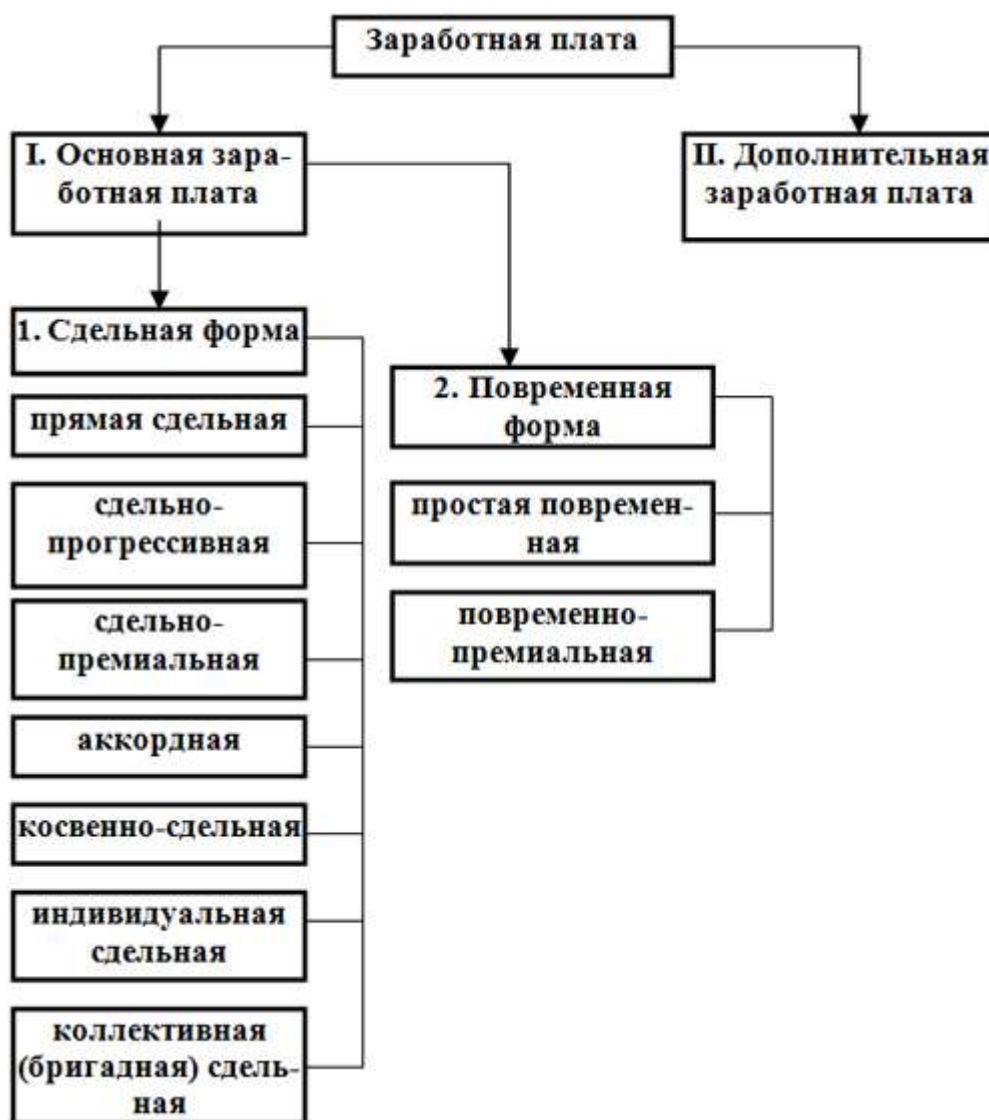 Заработная плата
I. Основная зара-
ботная плата
II. Дополнительная
заработная плата
1. Сдельная форма
прямая сдельная
сдельно-
прогрессивная
сдельно-
премиальная
аккордная
косвенно-сдельная
индивидуальная
сдельная
коллективная
(бригадная) сдель-
ная
2. Повременная
форма
простая повремен-
ная
повременно-
премиальная